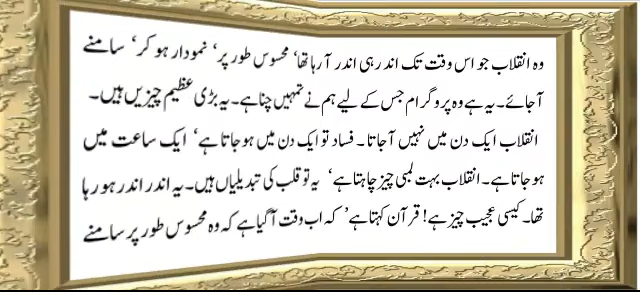 وہ انقلاب جو اس وقت تک اندر ہی اندر آ رہا تھا‘ محسوس طور پر‘ نمودار ہو کر‘ سامنے
آ جائے۔ یہ ہے وہ پروگرام جس کے لیے ہم نے تمہیں چنا ہے۔ یہ بڑی عظیم چیزیں ہیں۔
انقلاب ایک دن میں نہیں آ جاتا۔ فساد تو ایک دن میں ہو جاتا ہے‘ ایک ساعت میں
ہو جاتا ہے۔ انقلاب بہت لمبی چیز چاہتا ہے‘ یہ تو قلب کی تبدیلیاں ہیں۔ یہ اندر اندر ہو رہا
تھا۔ کیسی عجیب چیز ہے! قرآن کہتا ہے‘ کہ اب وقت آ گیا ہے کہ وہ محسوس طور پر سامنے